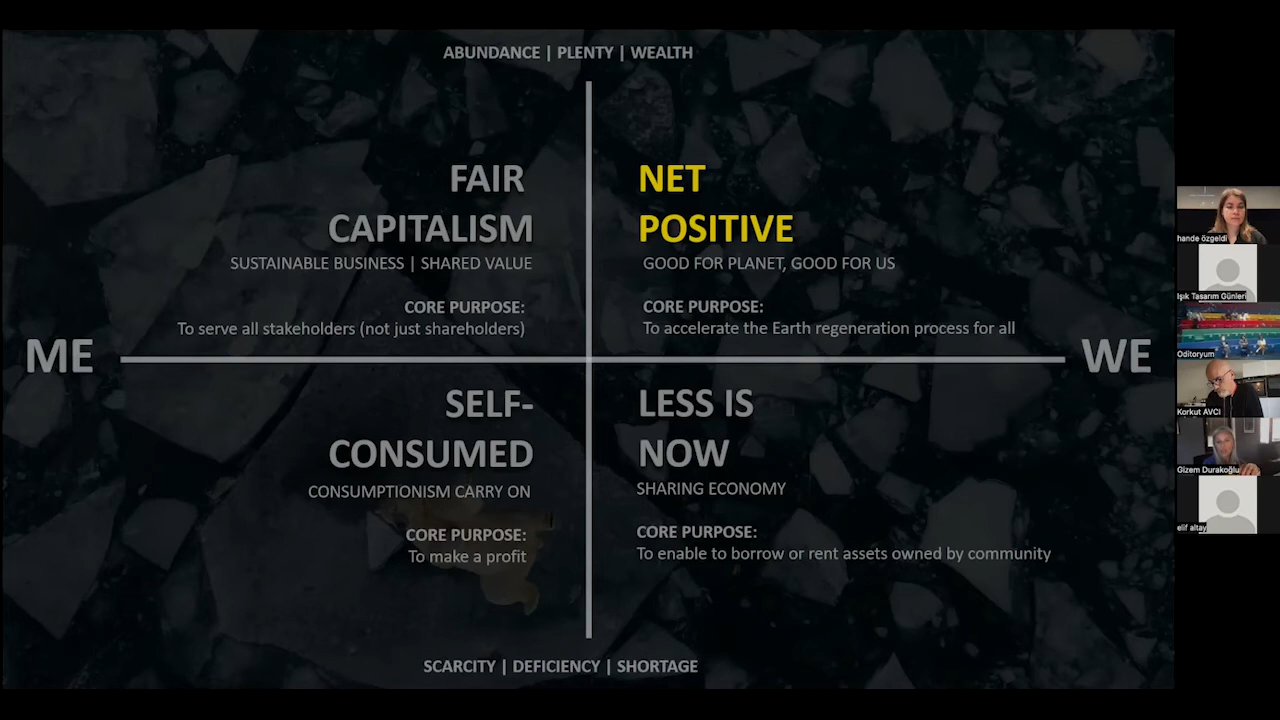 ABUNDANCE | PLENTY | WEALTH
FAIR
CAPITALISM
SUSTAINABLE BUSINESS | SHARED VALUE
CORE PURPOSE:
To serve all stakeholders (not just shareholders)
NET
POSITIVE
GOOD FOR PLANET, GOOD FOR US
CORE PURPOSE:
To accelerate the Earth regeneration process for all
ME
WE
SELF-
CONSUMED
CONSUMPTIONISM CARRY ON
CORE PURPOSE:
To make a profit
LESS IS
NOW
SHARING ECONOMY
CORE PURPOSE:
To enable to borrow or rent assets owned by community
SCARCITY | DEFICIENCY | SHORTAGE
hande özgeldi
Işık Tasarım Günleri
Oditoryum
Korkut AVCI
Gizem Durakoğlu
elif altay